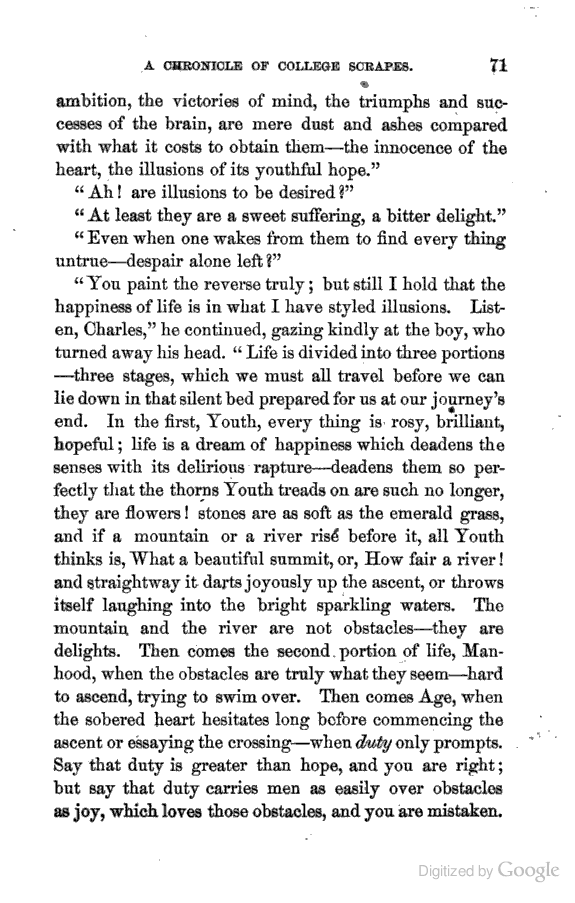 A CHRONICLE OF COLLEGE SCRAPES. 71
ambition, the victories of mind, the triumphs and suc-
cesses of the brain, are mere dust and ashes compared
with what it costs to obtain them—the innocence of the
heart, the illusions of its youthful hope."
"Ah! are illusions to be desired?"
"At least they are a sweet suffering, a bitter delight."
"Even when one wakes from them to find every thing
untrue—despair alone left?"
"You paint the reverse truly; but still I hold that the
happiness of life is in what I have styled illusions. List-
en, Charles," he continued, gazing kindly at the boy, who
turned away his head. "Life is divided into three portions
—three stages, which we must all travel before we can
lie down in that silent bed prepared for us at our journey's
end. In the first, Youth, every thing is rosy, brilliant,
hopeful; life is a dream of happiness which deadens the
senses with its delirious rapture—deadens them so per-
fectly that the thorns Youth treads on are such no longer,
they are flowers! stones are as soft as the emerald grass,
and if a mountain or a river rise before it, all Youth
thinks is, What a beautiful summit, or, How fair a river!
and straightway it darts joyously up the ascent, or throws
itself laughing into the bright sparkling waters. The
mountain and the river are not obstacles—they are
delights. Then comes the second portion of life, Man-
hood, when the obstacles are truly what they seem—hard
to ascend, trying to swim over. Then comes Age, when
the sobered heart hesitates long before commencing the
ascent or essaying the crossing—when duty only prompts.
Say that duty is greater than hope, and you are right;
but say that duty carries men as easily over obstacles
as joy, which loves those obstacles, and you are mistaken.
Digitized by Google